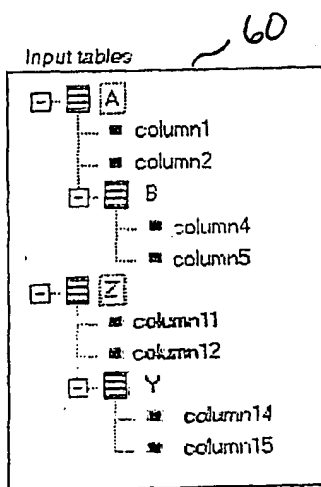 60
Input tables
A
column1
column2
B
column4
column5
Z
column11
column12
Y
column14
column15